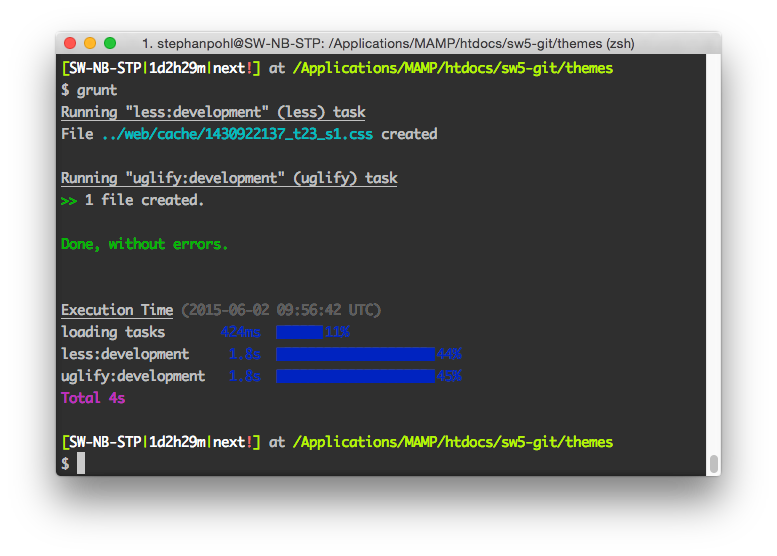 1. stephanpohl@SW-NB-STP: /Applications/MAMP/htdocs/sw5-git/themes (zsh)
[SW-NB-STP|1d2h29m|next!] at /Applications/MAMP/htdocs/sw5-git/themes
$ grunt
Running "less:development" (less) task
File ../web/cache/1430922137_t23_s1.css created
Running "uglify:development" (uglify) task
>> 1 file created.
Done, without errors.
Execution Time (2015-06-02 09:56:42 UTC)
loading tasks 424ms 11%
less:development 1.8s 44%
uglify:development 1.8s 45%
Total 4s
[SW-NB-STP|1d2h29m|next!] at /Applications/MAMP/htdocs/sw5-git/themes
$